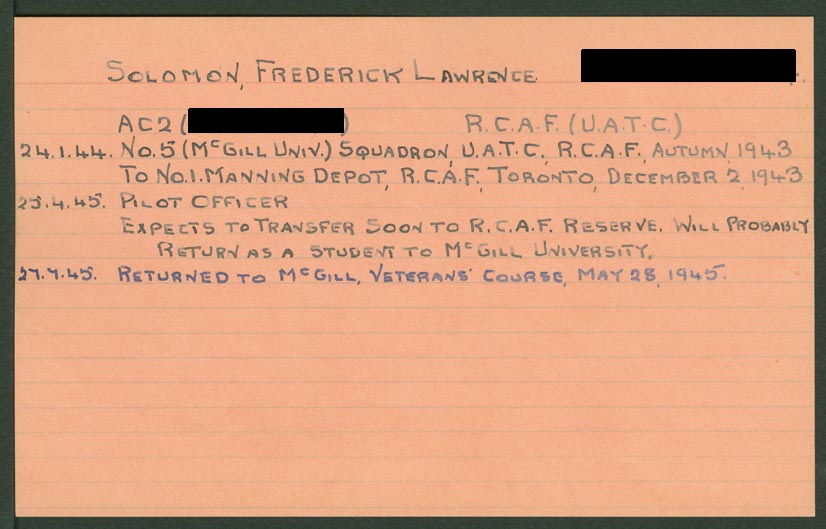 SOLOMON, FREDERICK LAWRENCE
AC2 ( ) R.C.A.F. (U.A.T.C.)
24.1.44. NO.5 (McGILL UNIV.) SQUADRON, U.A.T.C., R.C.A.F., AUTUMN, 1943
TO NO.1. MANNING DEPOT, R.C.A.F., TORONTO, DECEMBER 2, 1943
25.4.45. PILOT OFFICER
EXPECTS TO TRANSFER SOON TO R.C.A.F. RESERVE. WILL PROBABLY
RETURN AS A STUDENT TO McGILL UNIVERSITY.
27.7.45. RETURNED TO McGILL, VETERANS' COURSE, MAY 28, 1945.